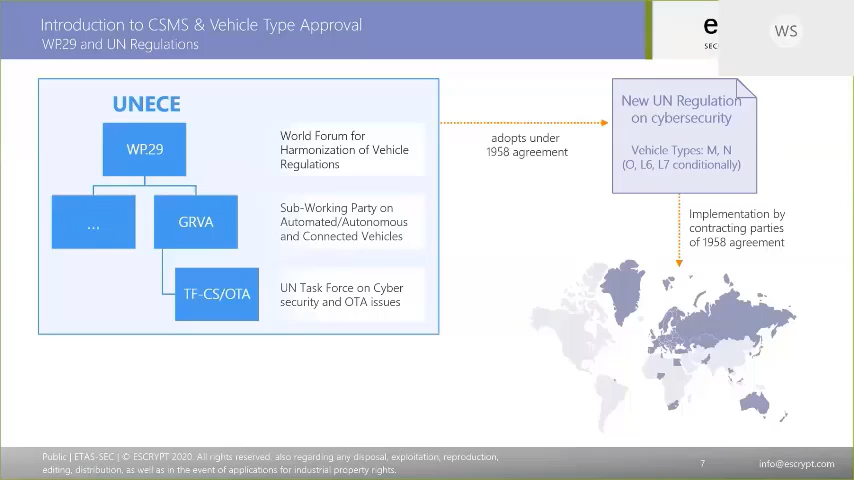 Introduction to CSMS & Vehicle Type Approval
WP.29 and UN Regulations
WS
UNECE
WP.29
World Forum for
Harmonization of Vehicle
Regulations
...
GRVA
Sub-Working Party on
Automated/Autonomous
and Connected Vehicles
TF-CS/OTA
UN Task Force on Cyber
security and OTA issues
adopts under
1958 agreement
New UN Regulation
on cybersecurity
Vehicle Types: M, N
(O, L6, L7 conditionally)
Implementation by
contracting parties
of 1958 agreement
Public | ETAS-SEC | © ESCRYPT 2020. All rights reserved, also regarding any disposal, exploitation, reproduction,
editing, distribution, as well as in the event of applications for industrial property rights.
7
info@escrypt.com